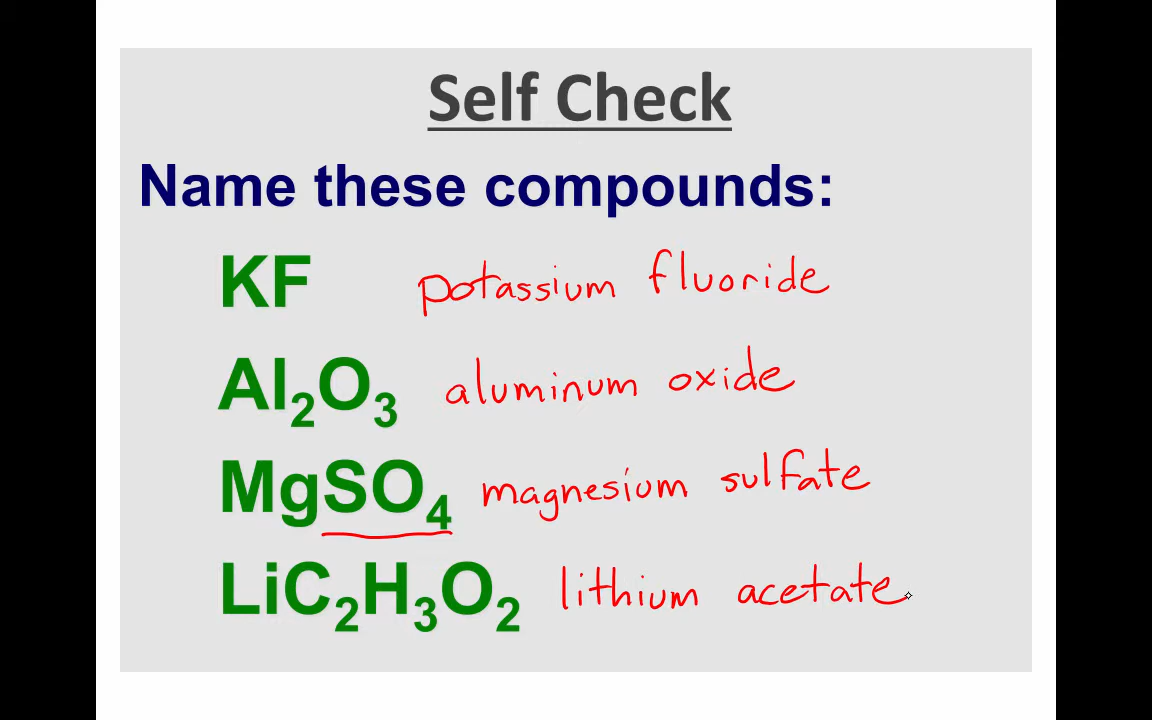 Self Check
Name these compounds:
KF potassium fluoride
Al₂O₃ aluminum oxide
MgSO₄ magnesium sulfate
LiC₂H₃O₂ lithium acetate